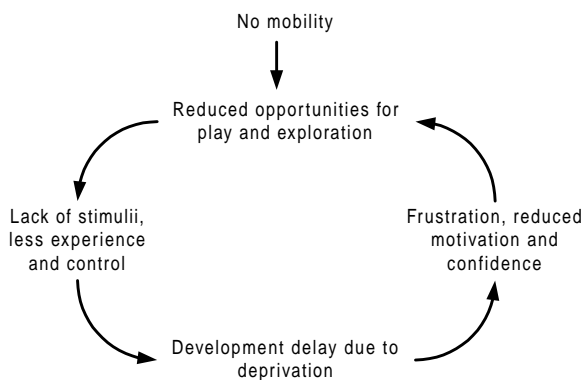 No mobility
Reduced opportunities for
play and exploration
Lack of stimulii,
less experience
and control
Frustration, reduced
motivation and
confidence
Development delay due to
deprivation